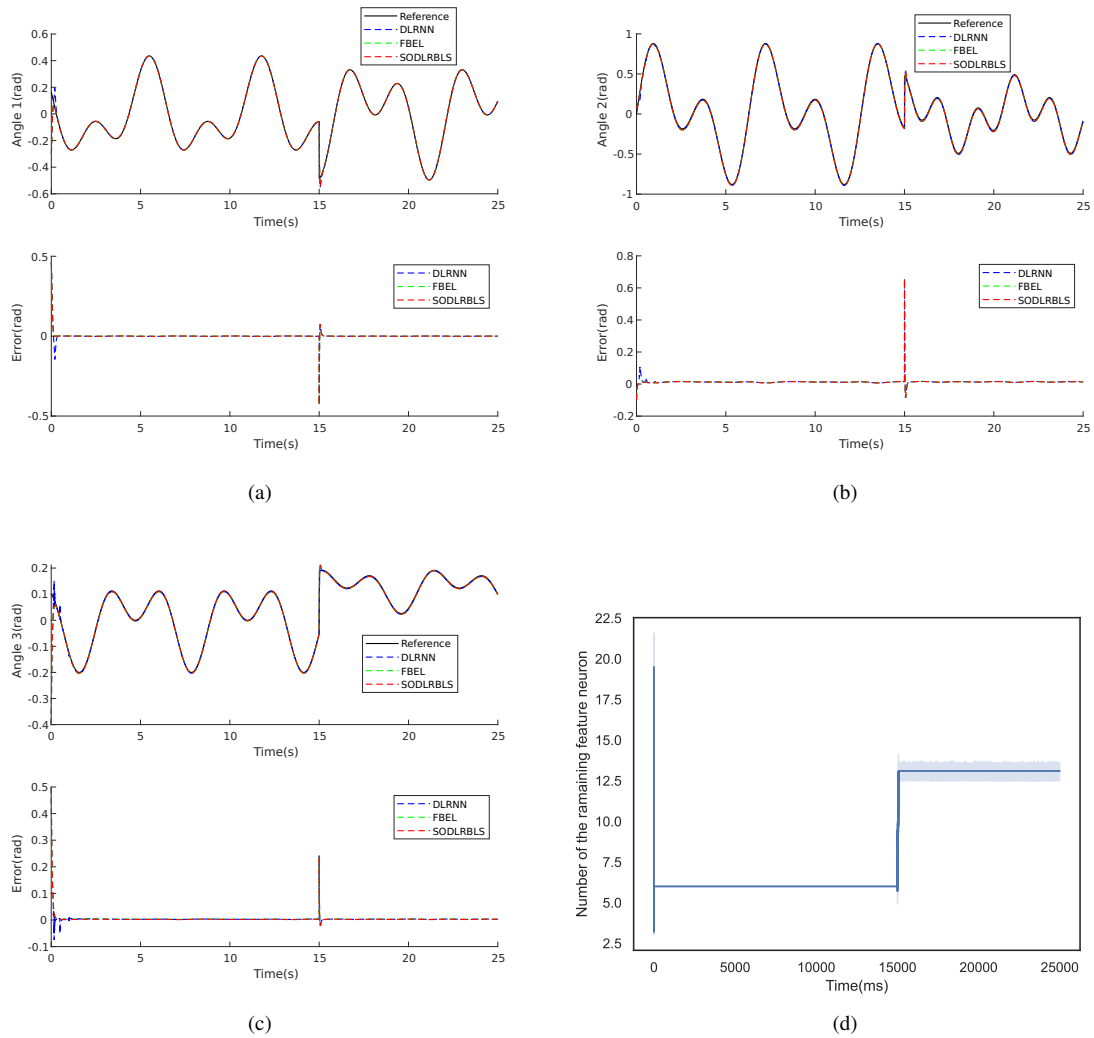 Reference
DLRNN
FBEL
SODLRBLS
Angle 1(rad)
0.6
0.4
0.2
0
-0.2
-0.4
-0.6
0 5 10 15 20 25
Time(s)
DLRNN
FBEL
SODLRBLS
Error(rad)
0.5
0
-0.5
0 5 10 15 20 25
Time(s)
(a)
Reference
DLRNN
FBEL
SODLRBLS
Angle 2(rad)
1
0.5
0
-0.5
-1
0 5 10 15 20 25
Time(s)
DLRNN
FBEL
SODLRBLS
Error(rad)
0.8
0.6
0.4
0.2
0
-0.2
0 5 10 15 20 25
Time(s)
(b)
Angle 3(rad)
0.2
0.1
0
-0.1
-0.2
-0.3
-0.4
Reference
DLRNN
FBEL
SODLRBLS
0 5 10 15 20 25
Time(s)
DLRNN
FBEL
SODLRBLS
Error(rad)
0.5
0.4
0.3
0.2
0.1
0
-0.1
0 5 10 15 20 25
Time(s)
(c)
Number of the ramaining feature neuron
22.5
20.0
17.5
15.0
12.5
10.0
7.5
5.0
2.5
0 5000 10000 15000 20000 25000
Time(ms)
(d)